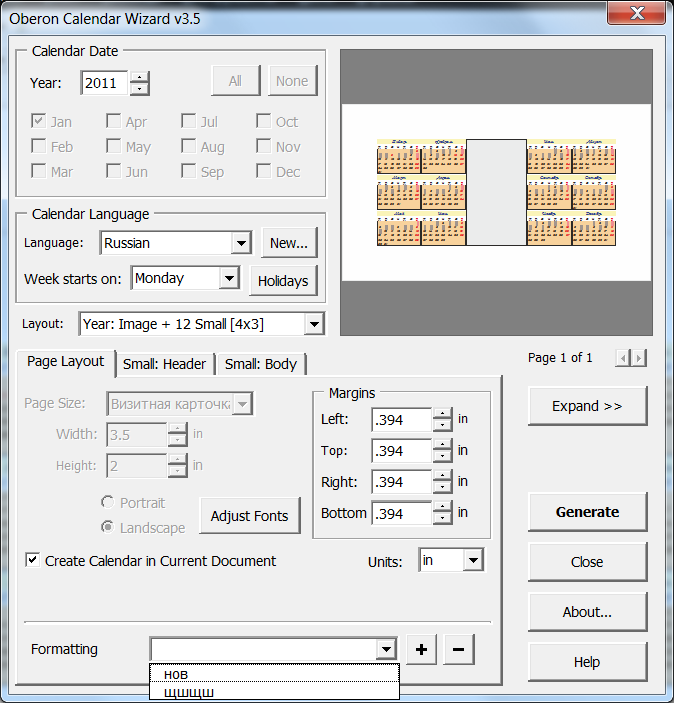 Oberon Calendar Wizard v3.5
Calendar Date
Year: 2011 All None
Jan Apr Jul Oct
Feb May Aug Nov
Mar Jun Sep Dec
Calendar Language
Language: Russian New...
Week starts on: Monday Holidays
Layout: Year: Image + 12 Small [4x3]
Page 1 of 1
Page Layout Small: Header Small: Body
Page Size: Визитная карточка
Width: 3.5 in
Height: 2 in
Portrait
Landscape
Adjust Fonts
Margins
Left: .394 in
Top: .394 in
Right: .394 in
Bottom .394 in
Create Calendar in Current Document
Units: in
Formatting + −
нов
щшщш
Expand >>
Generate
Close
About...
Help